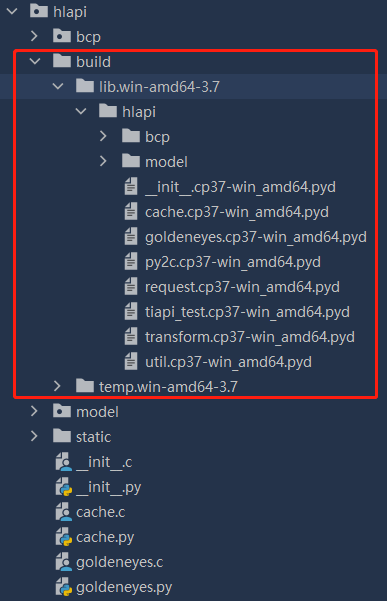 hlapi
bcp
build
lib.win-amd64-3.7
hlapi
bcp
model
__init__.cp37-win_amd64.pyd
cache.cp37-win_amd64.pyd
goldeneyes.cp37-win_amd64.pyd
py2c.cp37-win_amd64.pyd
request.cp37-win_amd64.pyd
tiapi_test.cp37-win_amd64.pyd
transform.cp37-win_amd64.pyd
util.cp37-win_amd64.pyd
temp.win-amd64-3.7
model
static
__init__.c
__init__.py
cache.c
cache.py
goldeneyes.c
goldeneyes.py